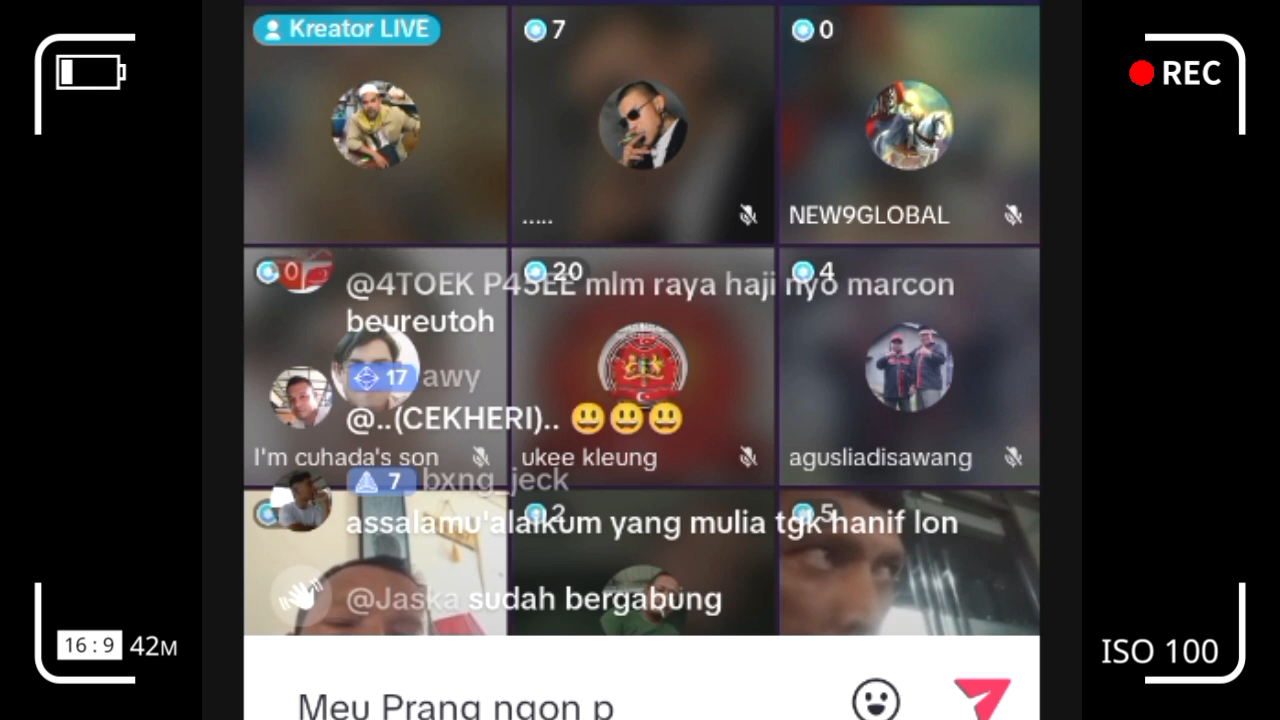 Kreator LIVE
7
0
REC
.....
NEW9GLOBAL
0
20
4
@4TOEK P45EE mlm raya haji nyo marcon
beureutoh
17 awy
@..(CEKHERI).. 😃😃😃
I'm cuhada's son
ukee kleung
agusliadisawang
7 bxng_jeck
2
5
assalamu'alaikum yang mulia tgk hanif lon
@Jaska sudah bergabung
16:9 42M
ISO 100
Meu Prang ngon p